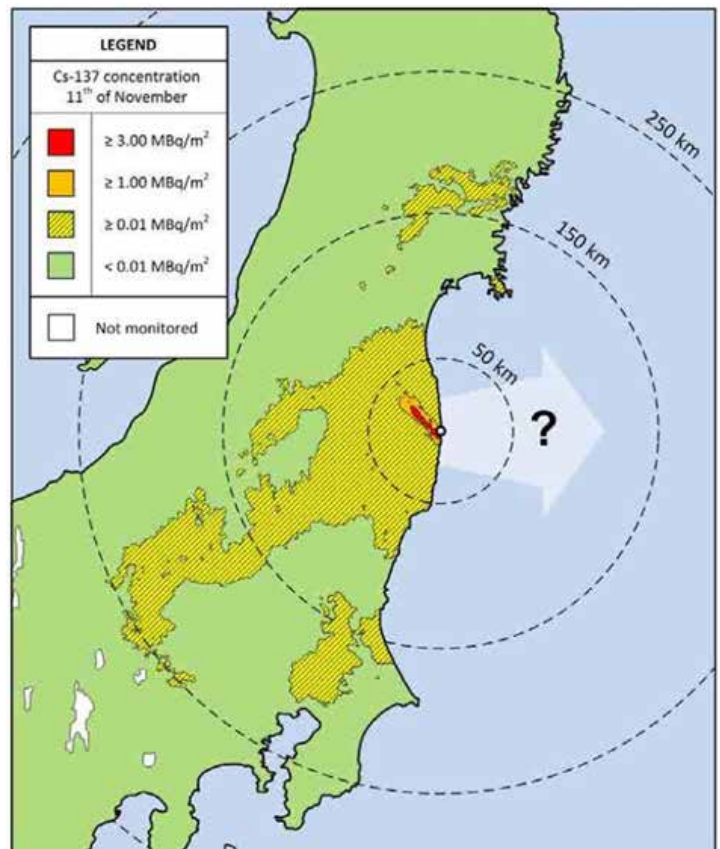 LEGEND
Cs-137 concentration
11th of November
≥ 3.00 MBq/m²
≥ 1.00 MBq/m²
≥ 0.01 MBq/m²
< 0.01 MBq/m²
Not monitored
250 km
150 km
50 km
?